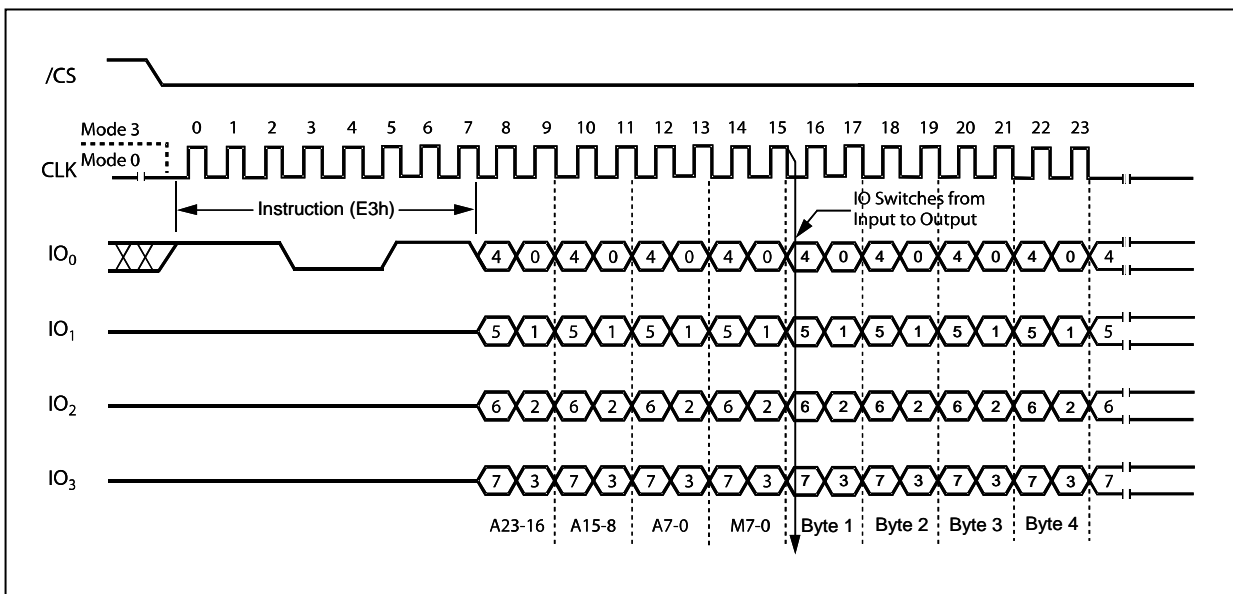 /CS
Mode 3
0 1 2 3 4 5 6 7 8 9 10 11 12 13 14 15 16 17 18 19 20 21 22 23
Mode 0
CLK
Instruction (E3h)
IO Switches from
Input to Output
IO0 4 0 4 0 4 0 4 0 4 0 4 0 4 0 4 0 4
IO1 5 1 5 1 5 1 5 1 5 1 5 1 5 1 5 1 5
IO2 6 2 6 2 6 2 6 2 6 2 6 2 6 2 6 2 6
IO3 7 3 7 3 7 3 7 3 7 3 7 3 7 3 7 3 7
A23-16 A15-8 A7-0 M7-0 Byte 1 Byte 2 Byte 3 Byte 4